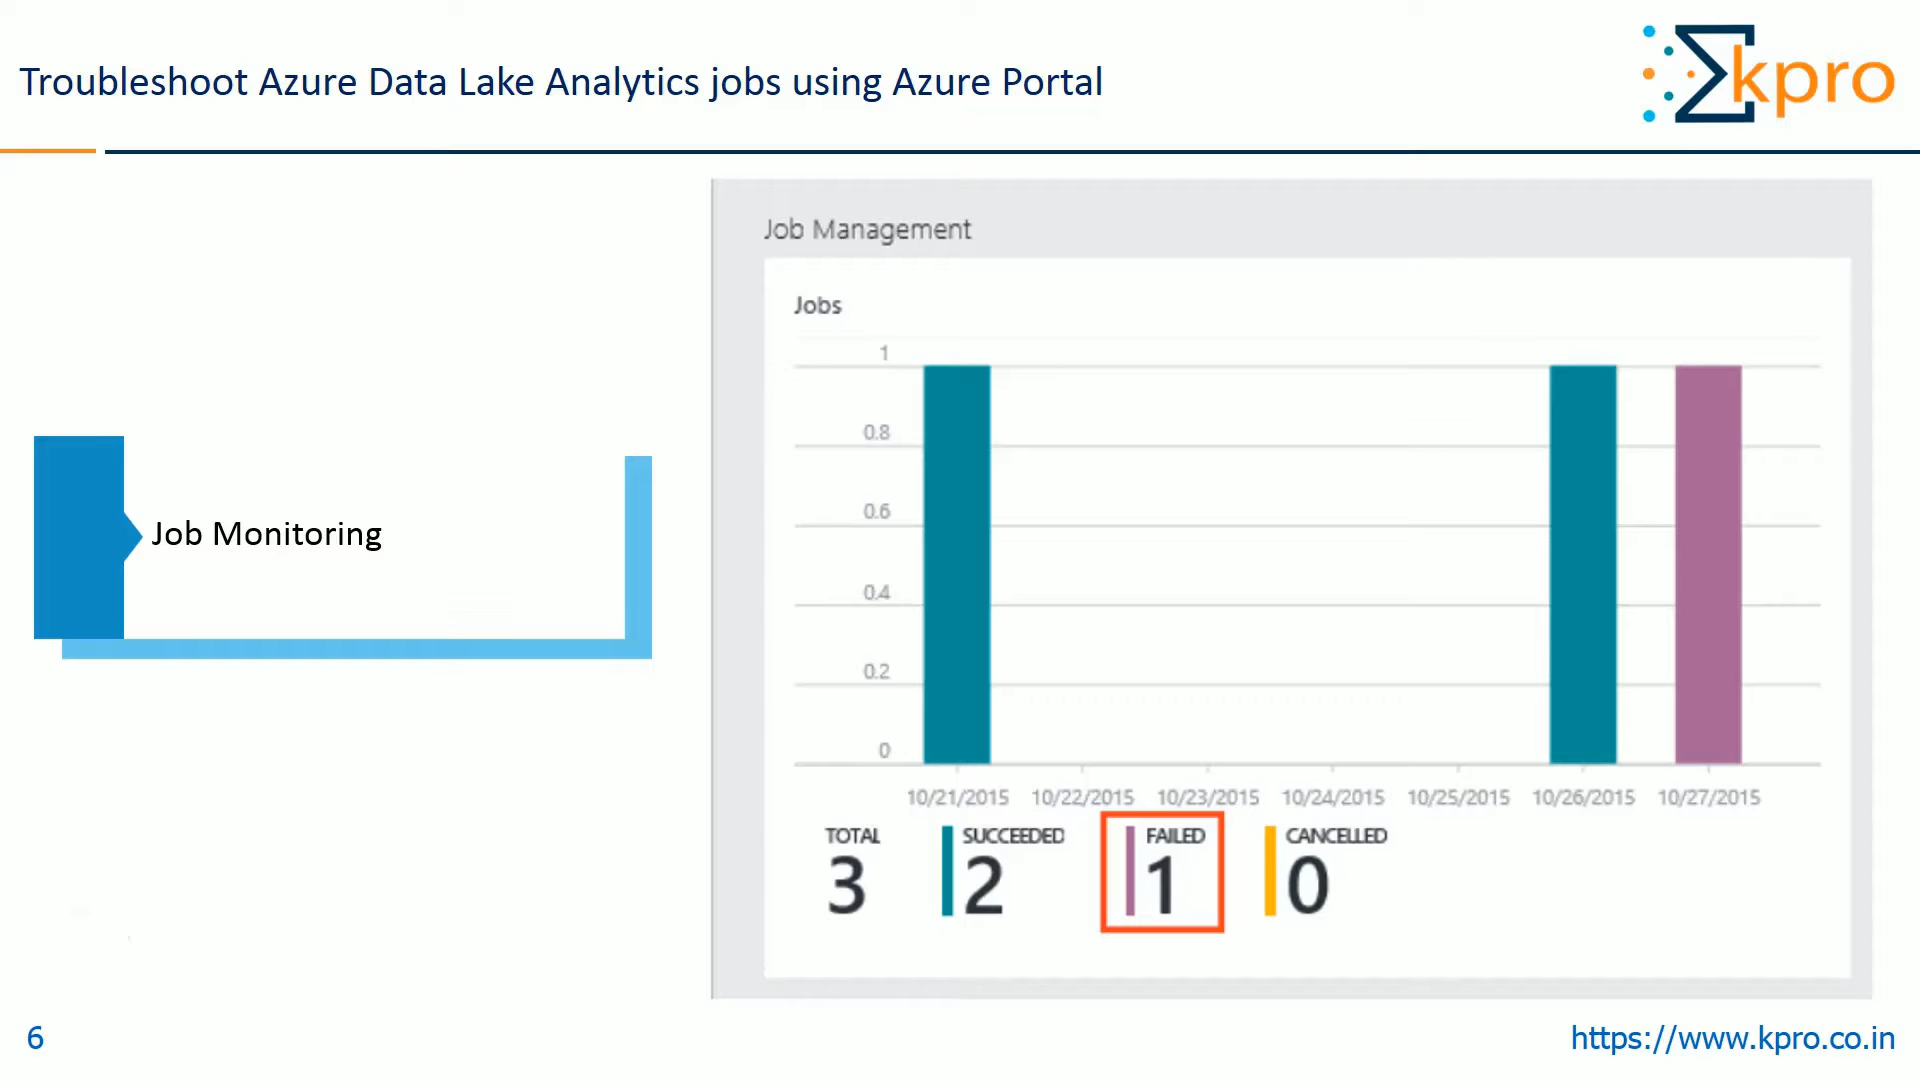 Troubleshoot Azure Data Lake Analytics jobs using Azure Portal
kpro
Job Monitoring
Job Management
Jobs
1
0.8
0.6
0.4
0.2
0
10/21/2015 10/22/2015 10/23/2015 10/24/2015 10/25/2015 10/26/2015 10/27/2015
TOTAL SUCCEEDED FAILED CANCELLED
3 2 1 0
6
https://www.kpro.co.in